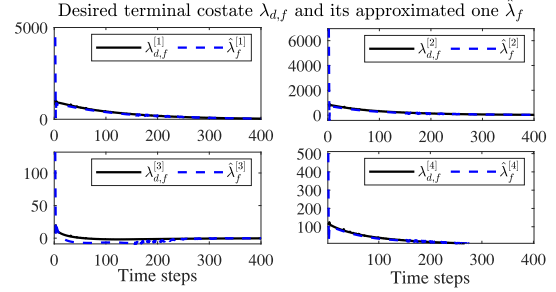 Desired terminal costate λ_{d,f} and its approximated one λ̂_f
5000
0
0 100 200 300 400
λ_{d,f}^{[1]} λ̂_f^{[1]}
6000
4000
2000
0
0 100 200 300 400
λ_{d,f}^{[2]} λ̂_f^{[2]}
100
50
0
0 100 200 300 400
Time steps
λ_{d,f}^{[3]} λ̂_f^{[3]}
500
400
300
200
100
100 200 300 400
Time steps
λ_{d,f}^{[4]} λ̂_f^{[4]}